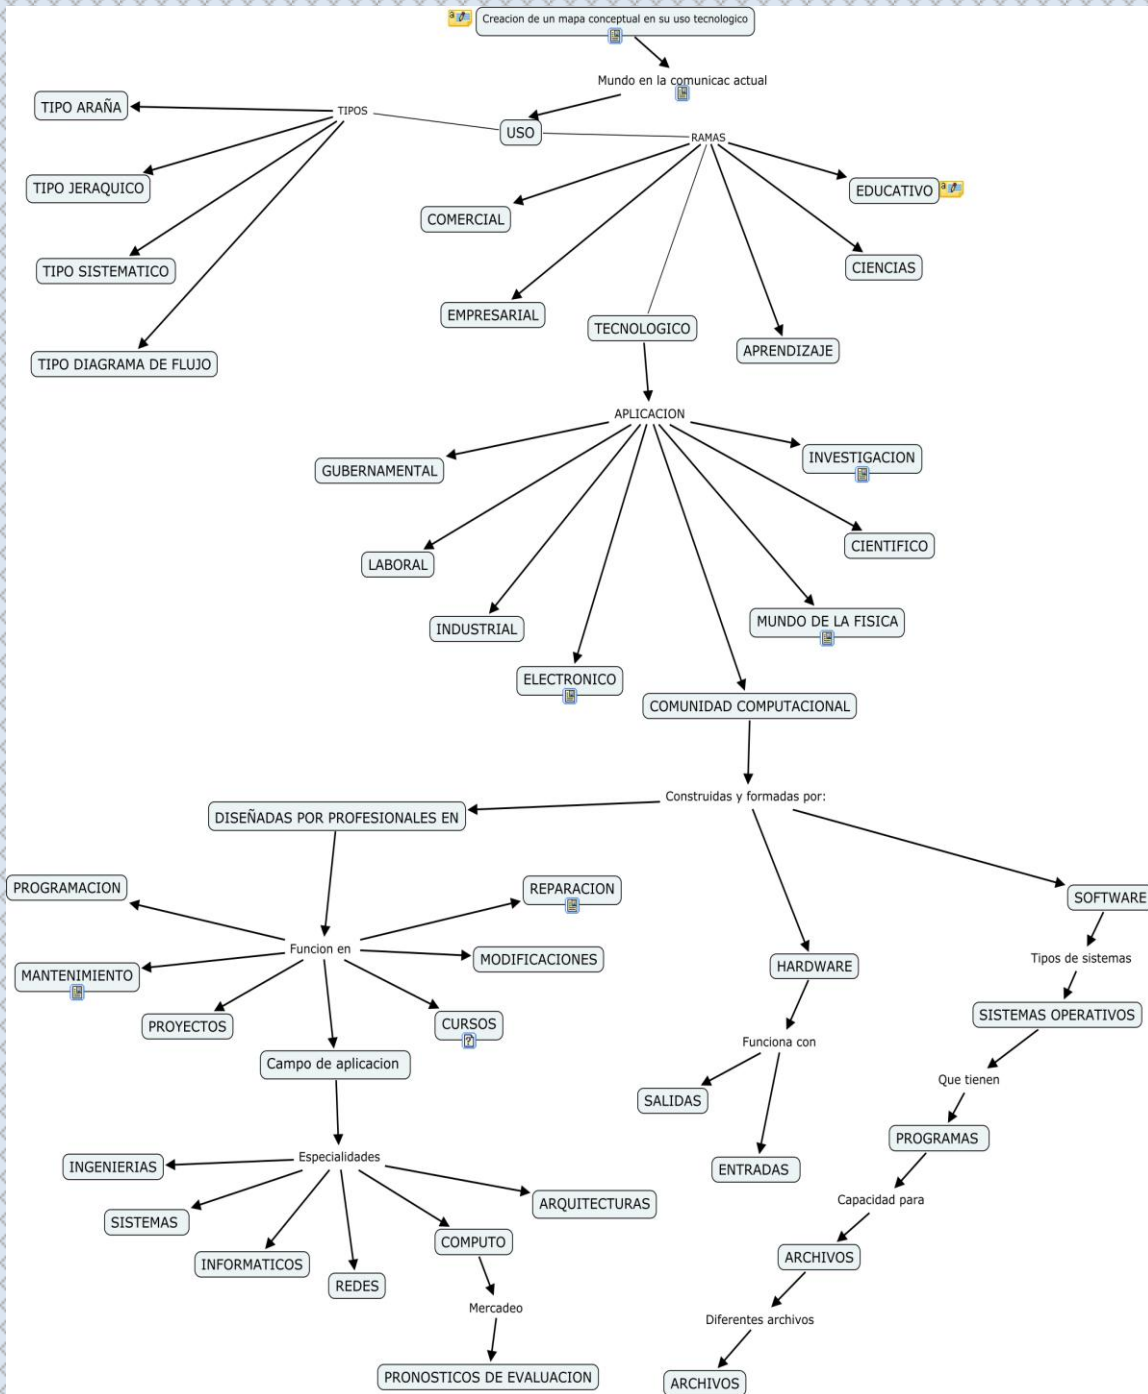 Creacion de un mapa conceptual en su uso tecnologico
Mundo en la comunicac actual
TIPO ARAÑA
TIPOS
USO
RAMAS
TIPO JERAQUICO
EDUCATIVO
COMERCIAL
TIPO SISTEMATICO
CIENCIAS
EMPRESARIAL
TECNOLOGICO
APRENDIZAJE
TIPO DIAGRAMA DE FLUJO
APLICACION
GUBERNAMENTAL
INVESTIGACION
LABORAL
CIENTIFICO
INDUSTRIAL
MUNDO DE LA FISICA
ELECTRONICO
COMUNIDAD COMPUTACIONAL
Construidas y formadas por:
DISEÑADAS POR PROFESIONALES EN
PROGRAMACION
REPARACION
SOFTWARE
Funcion en
MODIFICACIONES
HARDWARE
Tipos de sistemas
MANTENIMIENTO
PROYECTOS
CURSOS
SISTEMAS OPERATIVOS
Funciona con
Campo de aplicacion
Que tienen
SALIDAS
PROGRAMAS
Especialidades
INGENIERIAS
ENTRADAS
ARQUITECTURAS
Capacidad para
SISTEMAS
COMPUTO
INFORMATICOS
ARCHIVOS
REDES
Mercadeo
Diferentes archivos
PRONOSTICOS DE EVALUACION
ARCHIVOS